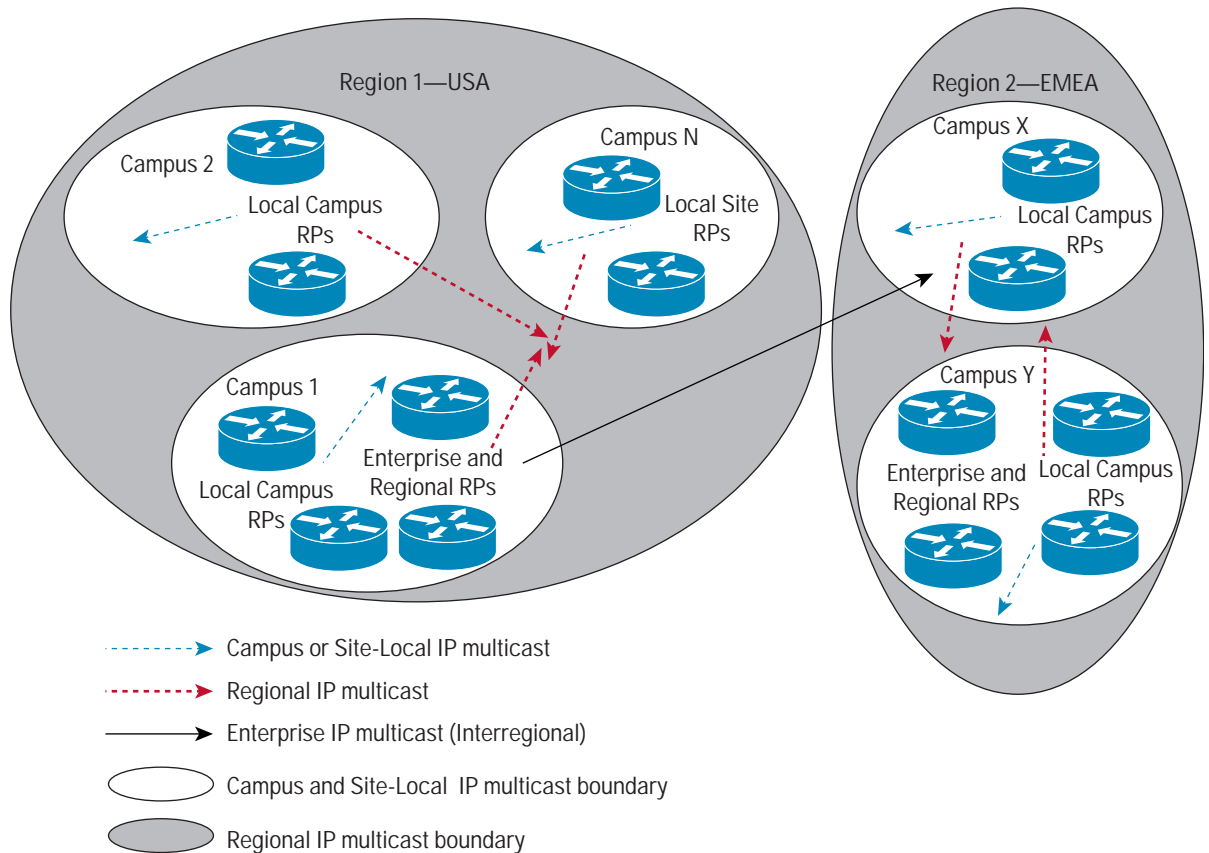 Region 1—USA
Campus 2
Local Campus
RPs
Campus N
Local Site
RPs
Campus 1
Local Campus
RPs
Enterprise and
Regional RPs
Region 2—EMEA
Campus X
Local Campus
RPs
Campus Y
Enterprise and
Regional RPs
Local Campus
RPs
Campus or Site-Local IP multicast
Regional IP multicast
Enterprise IP multicast (Interregional)
Campus and Site-Local IP multicast boundary
Regional IP multicast boundary